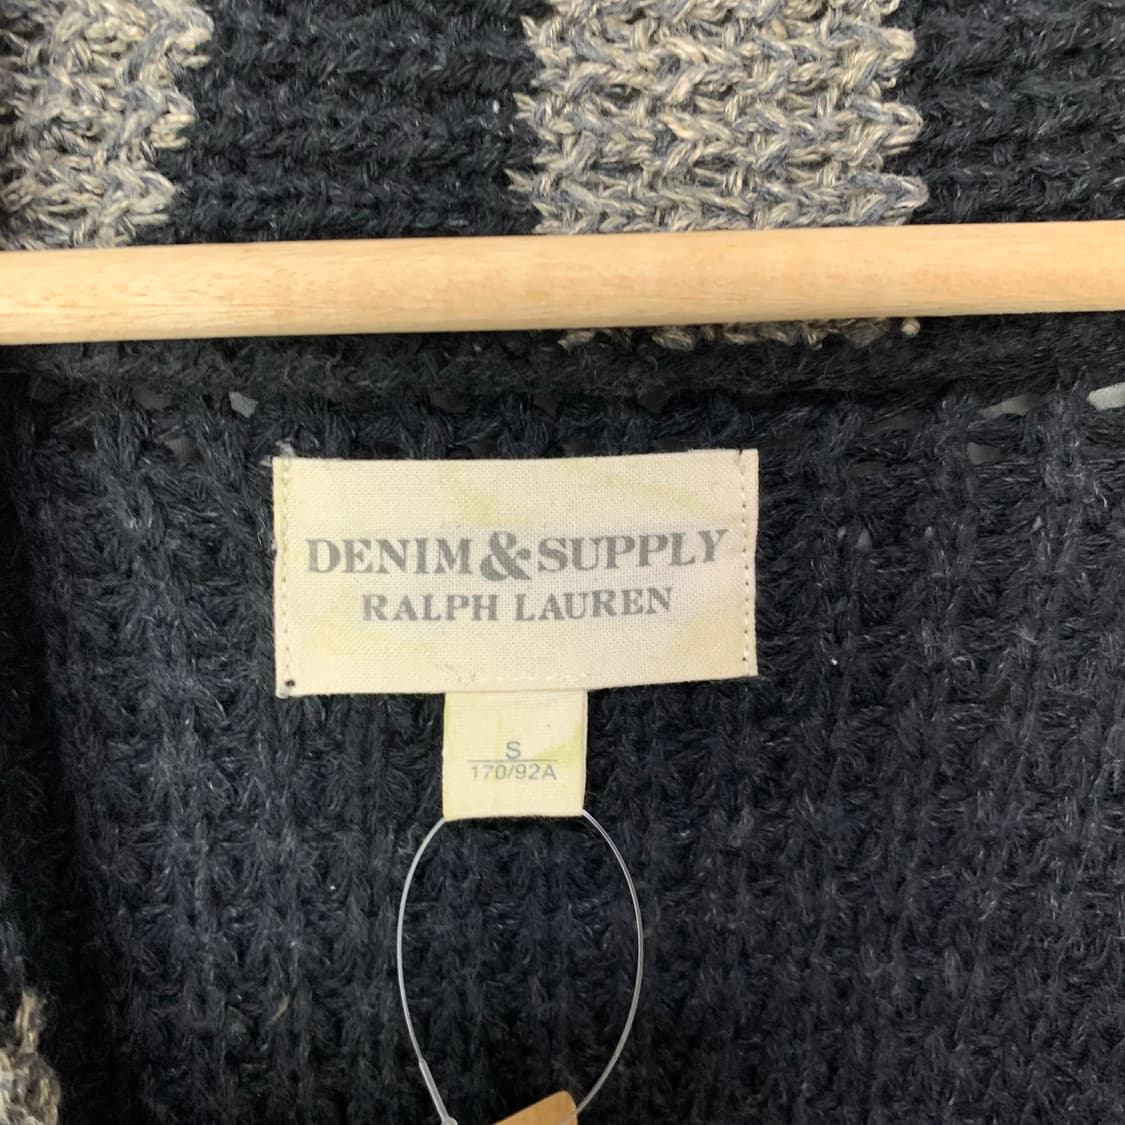 DENIM & SUPPLY
RALPH LAUREN
S
170/92A